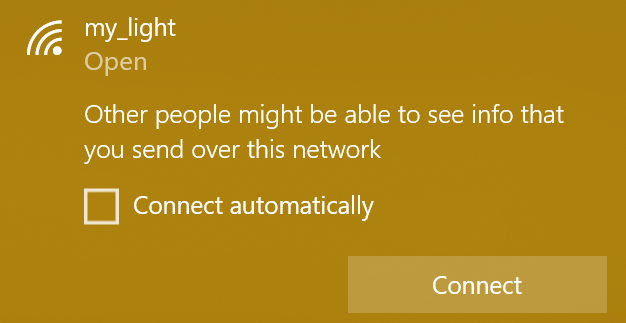 my_light
Open
Other people might be able to see info that
you send over this network
Connect automatically
Connect